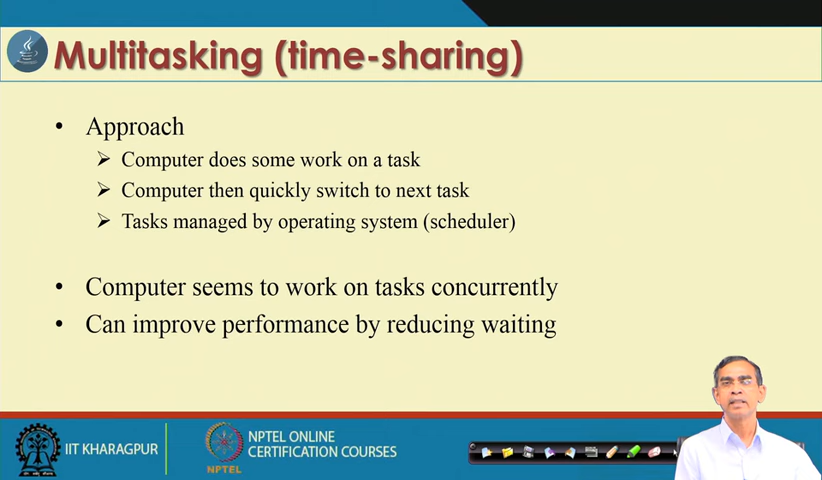 Multitasking (time-sharing)
• Approach
➢ Computer does some work on a task
➢ Computer then quickly switch to next task
➢ Tasks managed by operating system (scheduler)
• Computer seems to work on tasks concurrently
• Can improve performance by reducing waiting
IIT KHARAGPUR
NPTEL
NPTEL ONLINE
CERTIFICATION COURSES